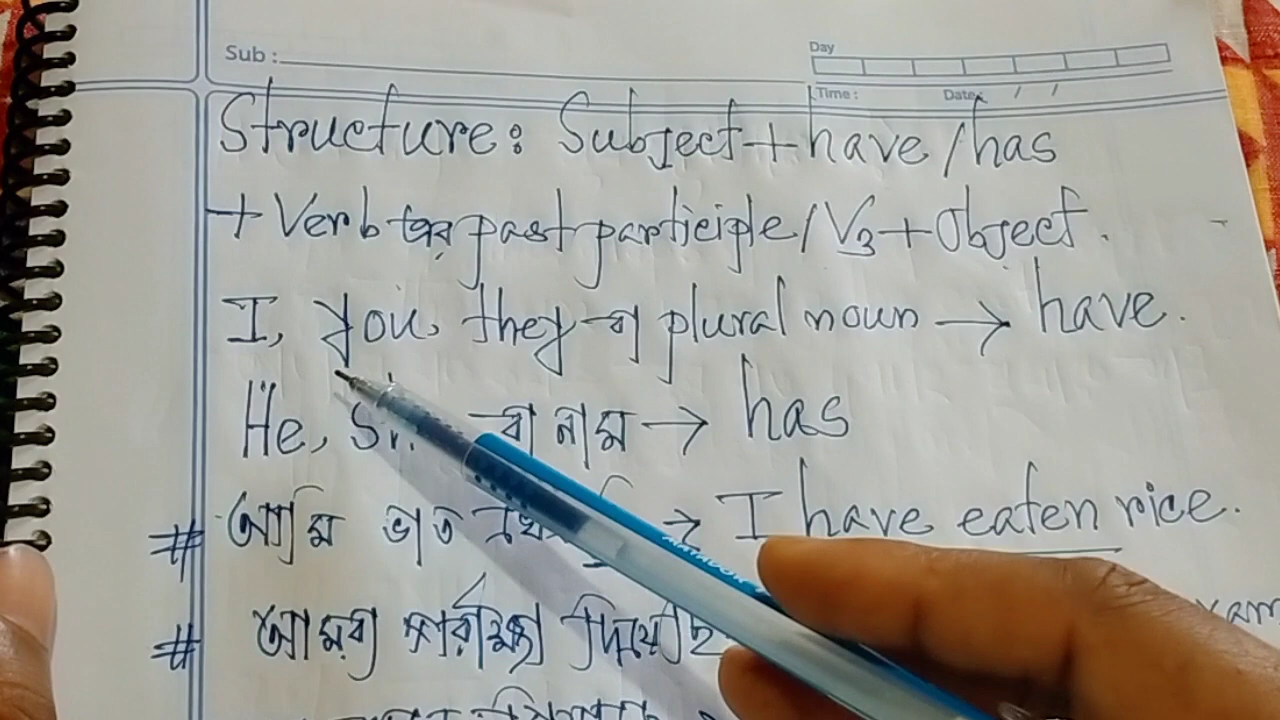 Sub :
Day
Time : Date: / /
Structure: Subject + have / has
+ Verb এর past participle / V3 + Object.
I, you, they বা plural noun → have.
He, বা নাম → has
# আমি ভাত → I have eaten rice.
# আমরা পরীক্ষা দিয়েছি